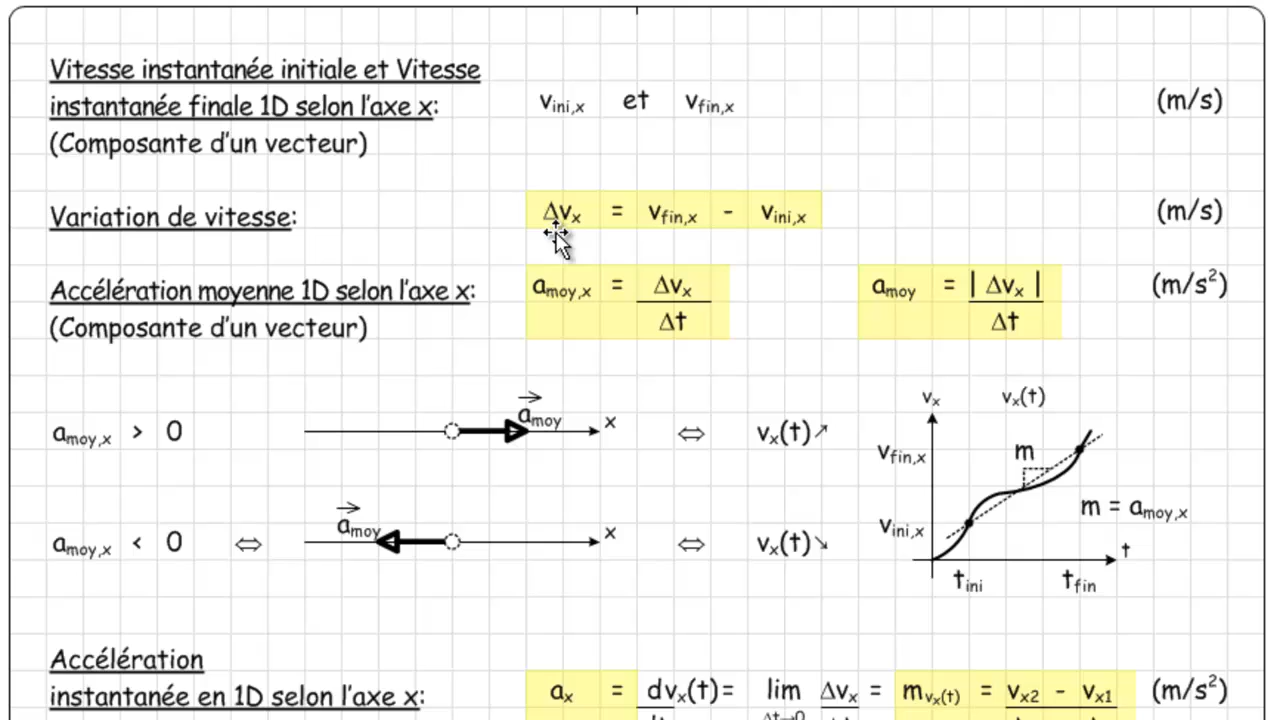 Vitesse instantanée initiale et Vitesse
instantanée finale 1D selon l'axe x: v_ini,x et v_fin,x (m/s)
(Composante d'un vecteur)
Variation de vitesse: Δv_x = v_fin,x - v_ini,x (m/s)
Accélération moyenne 1D selon l'axe x: a_moy,x = Δv_x / Δt a_moy = | Δv_x | / Δt (m/s²)
(Composante d'un vecteur)
v_x v_x(t)
a_moy,x > 0 →a_moy x ⇔ v_x(t)↗
v_fin,x m
m = a_moy,x
a_moy,x < 0 ⇔ →a_moy x ⇔ v_x(t)↘
v_ini,x
t
t_ini t_fin
Accélération
instantanée en 1D selon l'axe x: a_x = dv_x(t) = lim Δv_x = m_vx(t) = v_x2 - v_x1 (m/s²)
Δt→0